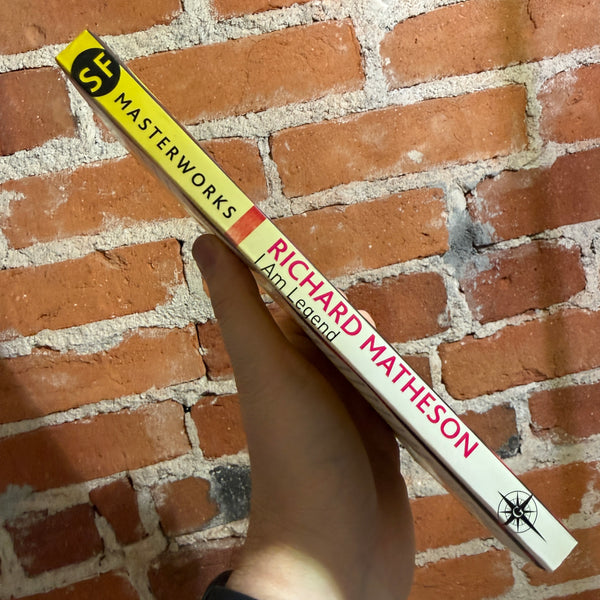 SF
MASTERWORKS
RICHARD MATHESON
I Am Legend
G